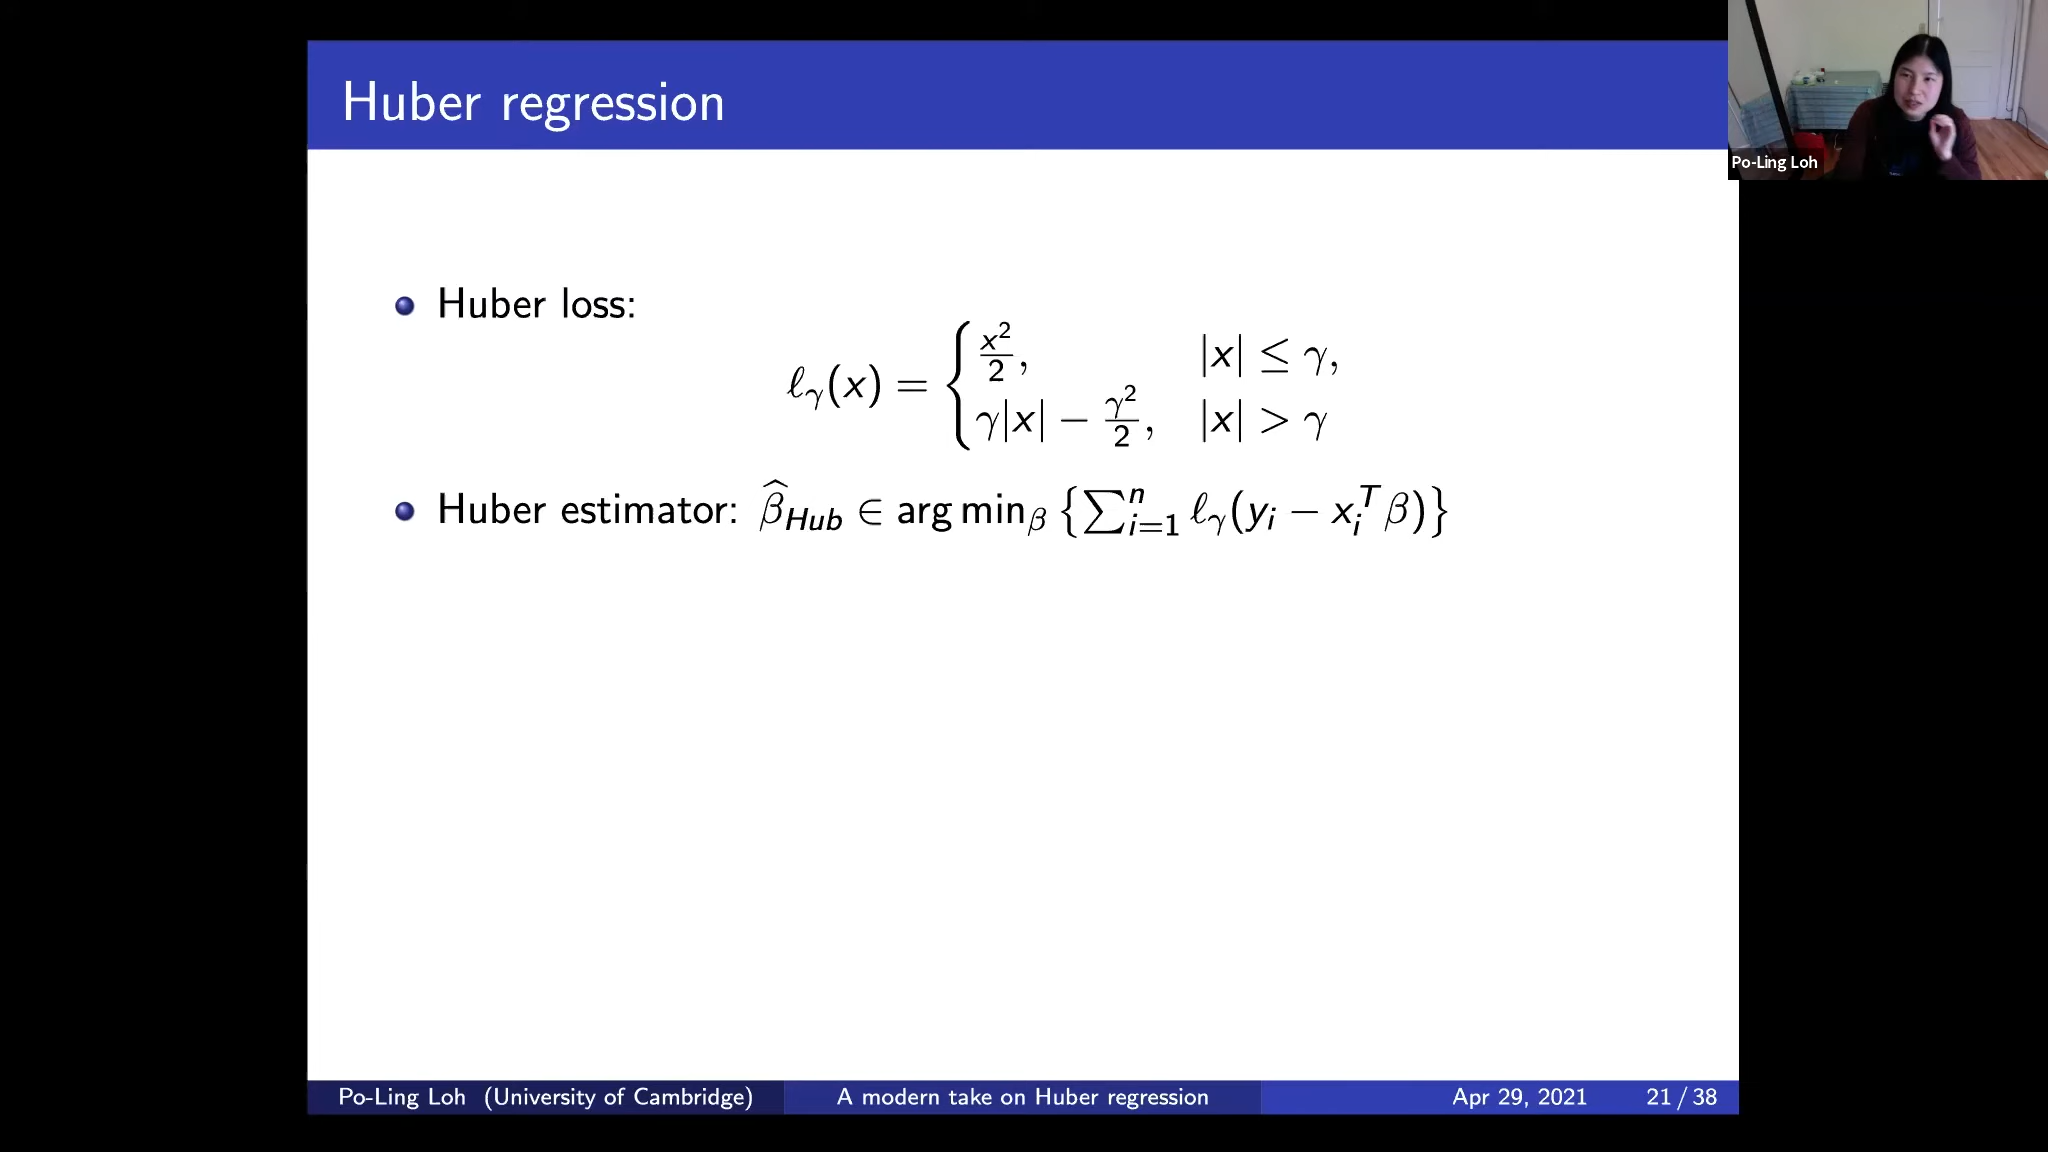 Huber regression
Po-Ling Loh
• Huber loss:
ℓ_γ(x) = { x²/2, |x| ≤ γ,
γ|x| − γ²/2, |x| > γ
• Huber estimator: β̂_Hub ∈ arg min_β {∑_{i=1}^n ℓ_γ(y_i − x_i^T β)}
Po-Ling Loh (University of Cambridge) A modern take on Huber regression Apr 29, 2021 21 / 38